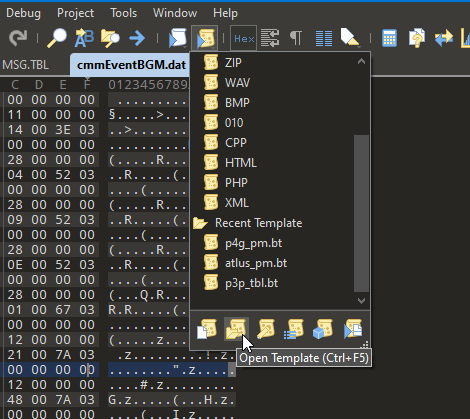 Debug Project Tools Window Help
Hex
MSG.TBL cmmEventBGM.dat
C D E F 0123456789
00 00 00 00
11 00 00 00
14 00 3E 03
00 00 00 00
28 00 00 00
04 00 52 03
00 00 00 00
28 00 00 00
09 00 52 03
00 00 00 00
28 00 00 00
0E 00 52 03
00 00 00 00
28 00 00 00
01 00 67 03
00 00 00 00
12 00 00 00
21 00 7A 03
00 00 00 00
12 00 00 00
48 00 7A 03
00 00 00 00
ZIP
WAV
BMP
010
CPP
HTML
PHP
XML
Recent Template
p4g_pm.bt
atlus_pm.bt
p3p_tbl.bt
Open Template (Ctrl+F5)